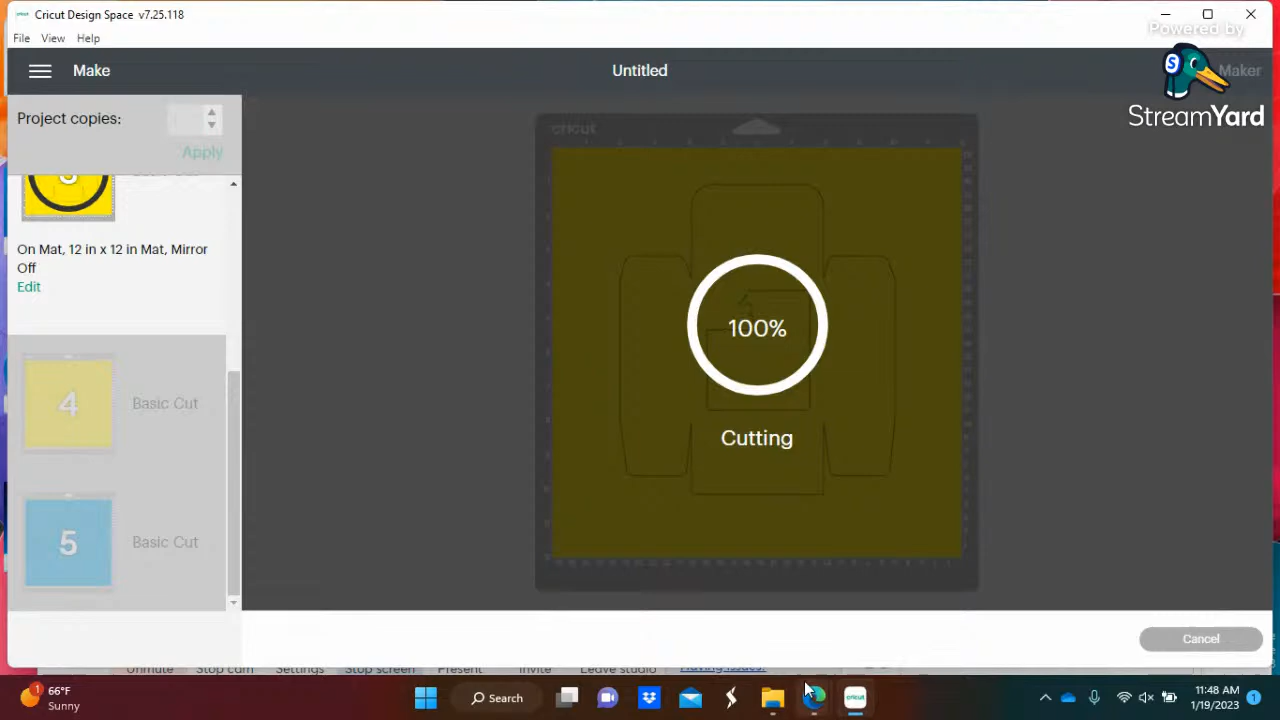 Cricut Design Space v7.25.118
File View Help
Powered by
StreamYard
Make
Untitled
Maker
Project copies:
Apply
3
On Mat, 12 in x 12 in Mat, Mirror
Off
Edit
4 Basic Cut
5 Basic Cut
cricut
100%
Cutting
Cancel
Unmute Stop cam Settings Stop screen Present Invite Leave studio Having issues?
66°F
Sunny
Search
cricut
11:48 AM
1/19/2023
1